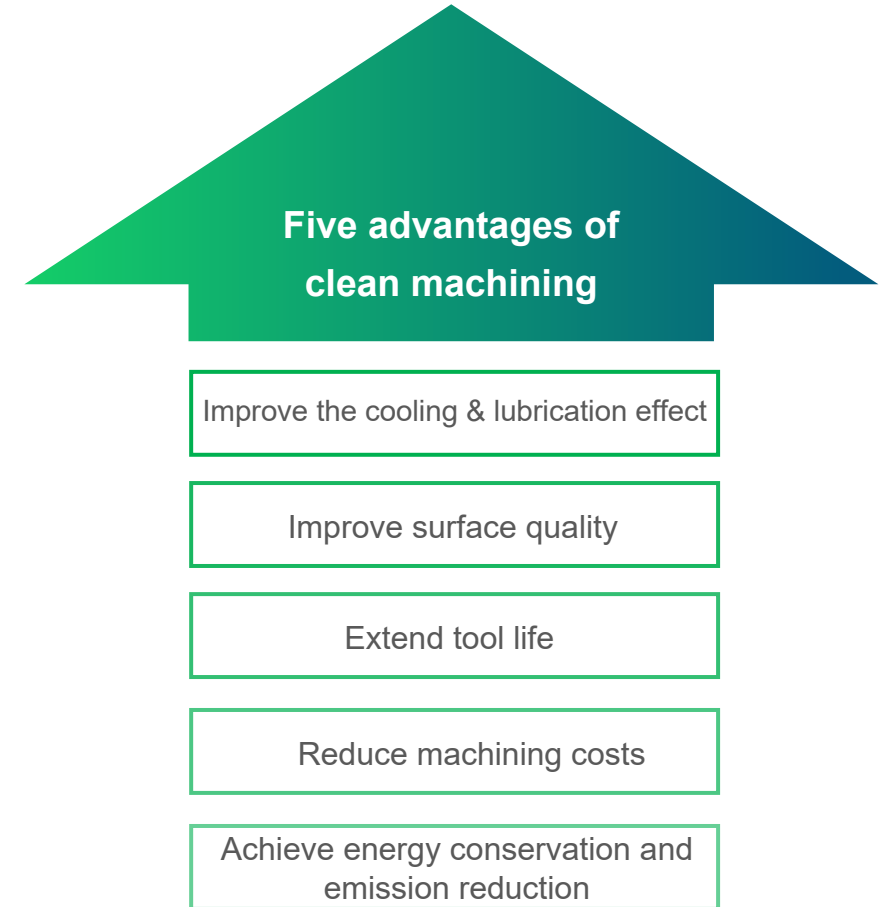 Five advantages of
clean machining
Improve the cooling & lubrication effect
Improve surface quality
Extend tool life
Reduce machining costs
Achieve energy conservation and
emission reduction